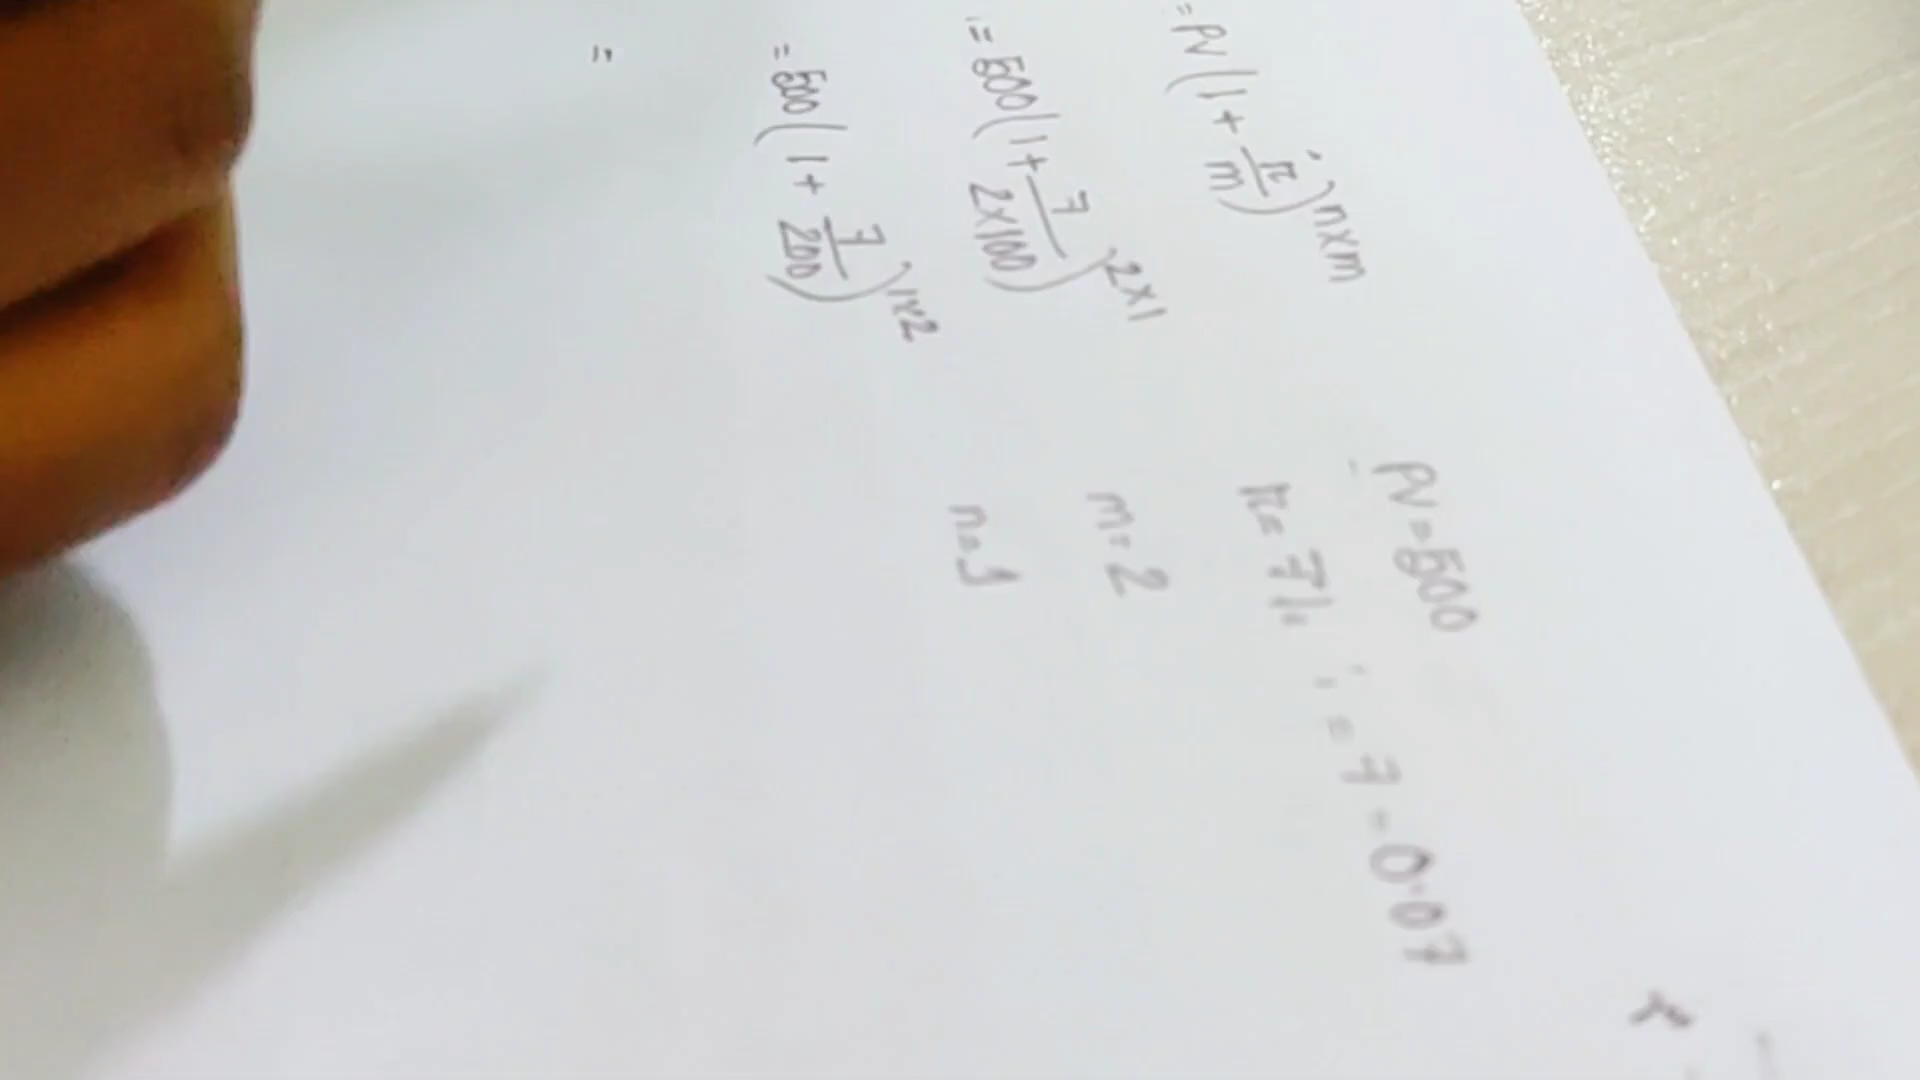 = PV (1 + r/m)^n×m
= 500 (1 + 7/2×100)^2×1
= 500 (1 + 7/200)^1×2
=
PV = 500
r = 7%
= 7 = 0.07
m = 2
n = 1